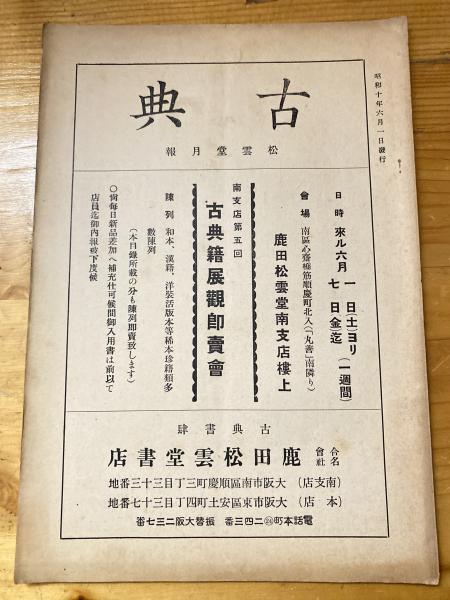 昭和十年六月一日發行
古典
松雲堂月報
日時 來ル六月 一日(土)ヨリ 七日(金)迄 (一週間)
會場 南區心齋橋筋順慶町北入(「丸善」南隣り)
鹿田松雲堂南支店樓上
南支店第五回
古典籍展觀卽賣會
陳列 和本、漢籍、洋裝活版本等稀本珍籍類多
數陳列
(本目錄所載の分も陳列卽賣致します)
〇尙每日新品差加へ補充仕可候間御入用書は前以て
店員迄御內報被下度候
古典書肆
合名會社 鹿田松雲堂書店
(南支店) 大阪市南區順慶町三丁目三十三番地
(本店) 大阪市東區安土町四丁目三十七番地
電話本町㉔二四三番 振替大阪二三七番